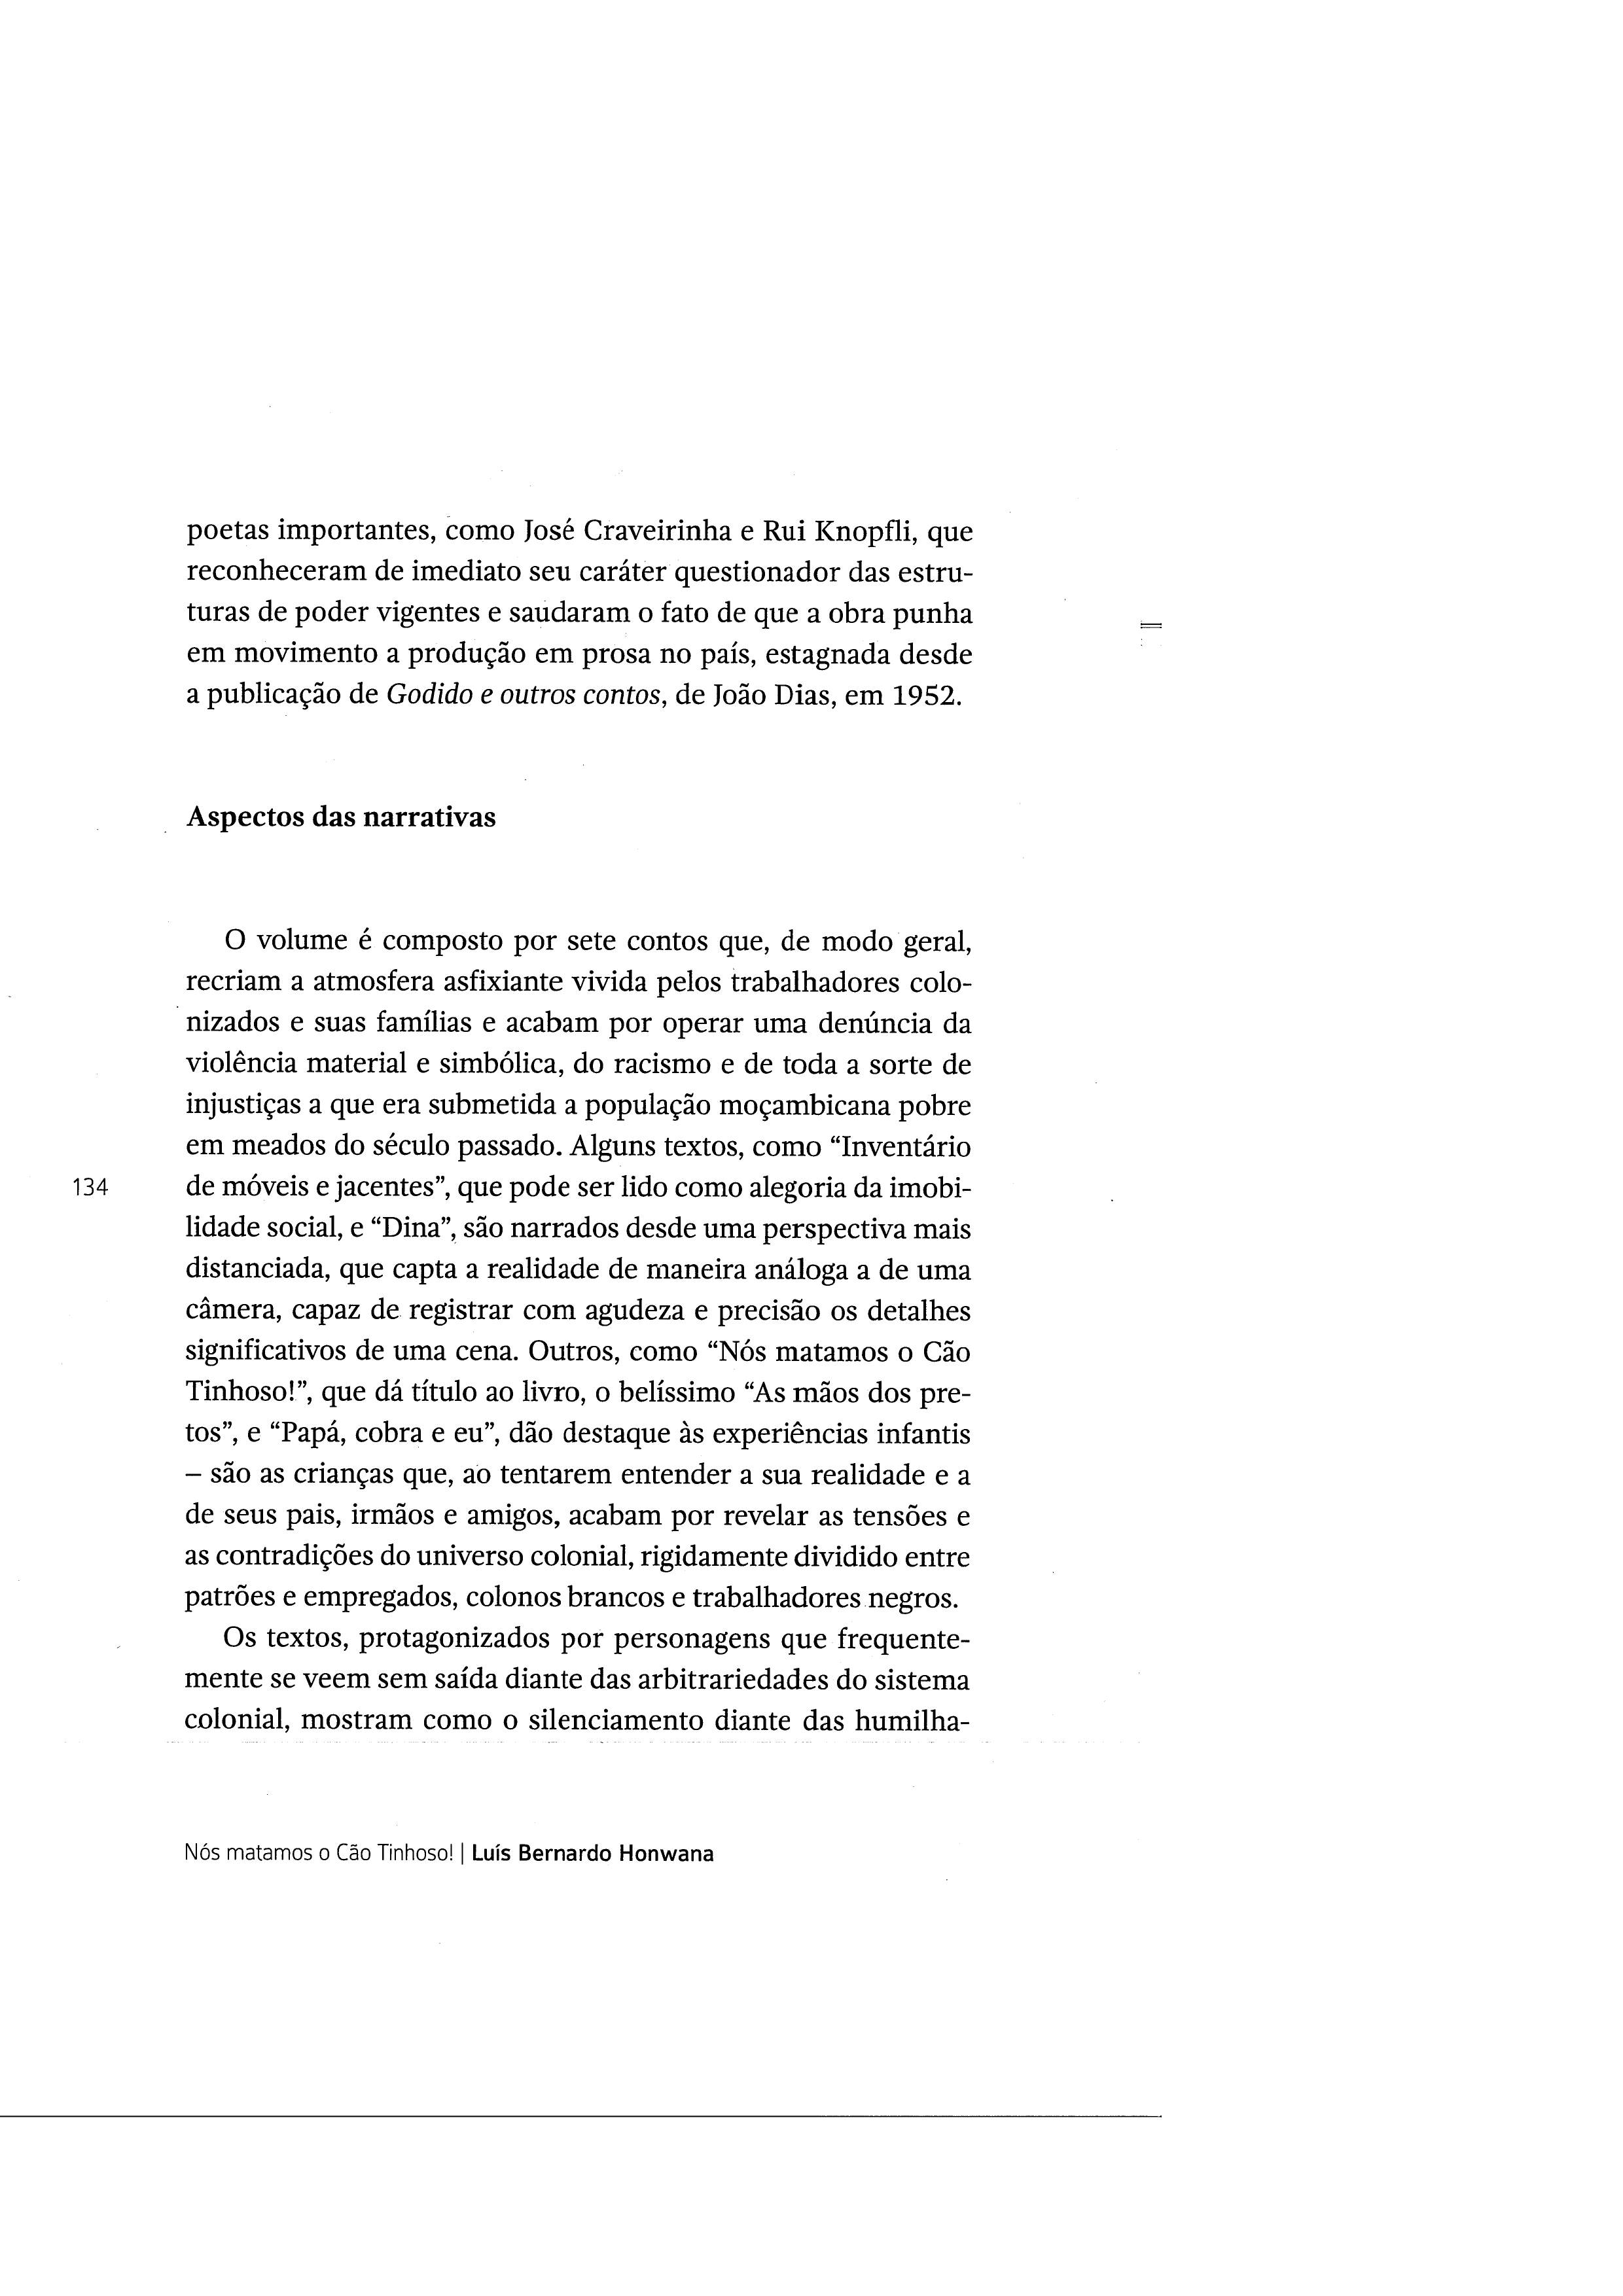 poetas importantes, como José Craveirinha e Rui Knopfli, que
reconheceram de imediato seu caráter questionador das estru-
turas de poder vigentes e saudaram o fato de que a obra punha
em movimento a produção em prosa no país, estagnada desde
a publicação de Godido e outros contos, de João Dias, em 1952.
Aspectos das narrativas
O volume é composto por sete contos que, de modo geral,
recriam a atmosfera asfixiante vivida pelos trabalhadores colo-
nizados e suas famílias e acabam por operar uma denúncia da
violência material e simbólica, do racismo e de toda a sorte de
injustiças a que era submetida a população moçambicana pobre
em meados do século passado. Alguns textos, como “Inventário
134
de móveis e jacentes”, que pode ser lido como alegoria da imobi-
lidade social, e “Dina”, são narrados desde uma perspectiva mais
distanciada, que capta a realidade de maneira análoga a de uma
câmera, capaz de registrar com agudeza e precisão os detalhes
significativos de uma cena. Outros, como “Nós matamos o Cão
Tinhoso!”, que dá título ao livro, o belíssimo “As mãos dos pre-
tos”, e “Papá, cobra e eu”, dão destaque às experiências infantis
– são as crianças que, ao tentarem entender a sua realidade e a
de seus pais, irmãos e amigos, acabam por revelar as tensões e
as contradições do universo colonial, rigidamente dividido entre
patrões e empregados, colonos brancos e trabalhadores negros.
Os textos, protagonizados por personagens que frequente-
mente se veem sem saída diante das arbitrariedades do sistema
colonial, mostram como o silenciamento diante das humilha-
Nós matamos o Cão Tinhoso! | Luís Bernardo Honwana